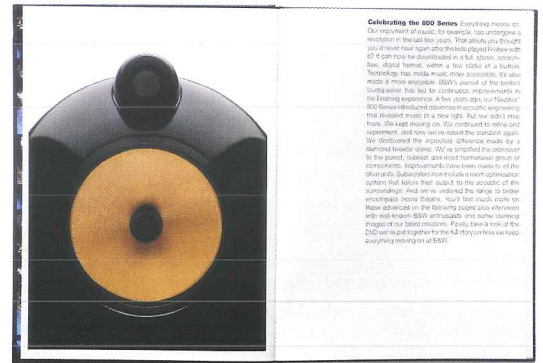 Celebrating the 800 Series Everything moves on.
Our enjoyment of music, for example, has undergone a
revolution in the last few years. That album you thought
you'd never hear again after the kids played Frisbee with
it? It can now be downloaded in a full stereo, scratch-
free, digital format, within a few clicks of a button.
Technology has made music more accessible. It's also
made it more enjoyable. B&W's pursuit of the perfect
loudspeaker has led to continuous improvements in
the listening experience. A few years ago, our Nautilus™
800 Series introduced advances in acoustic engineering
that revealed music in a new light. But we didn't stop
there. We kept moving on. We continued to refine and
experiment, and now we've raised the standard again.
We discovered the incredible difference made by a
diamond tweeter dome. We've simplified the crossover
to the purest, subtlest and most harmonious group of
components. Improvements have been made to all the
drive units. Subwoofers now include a room optimisation
system that tailors their output to the acoustic of the
surroundings. And we've widened the range to better
encompass home theatre. You'll find much more on
these advances on the following pages plus interviews
with well-known B&W enthusiasts and some stunning
images of our latest creations. Finally, take a look at the
DVD we've put together for the full story on how we keep
everything moving on at B&W.